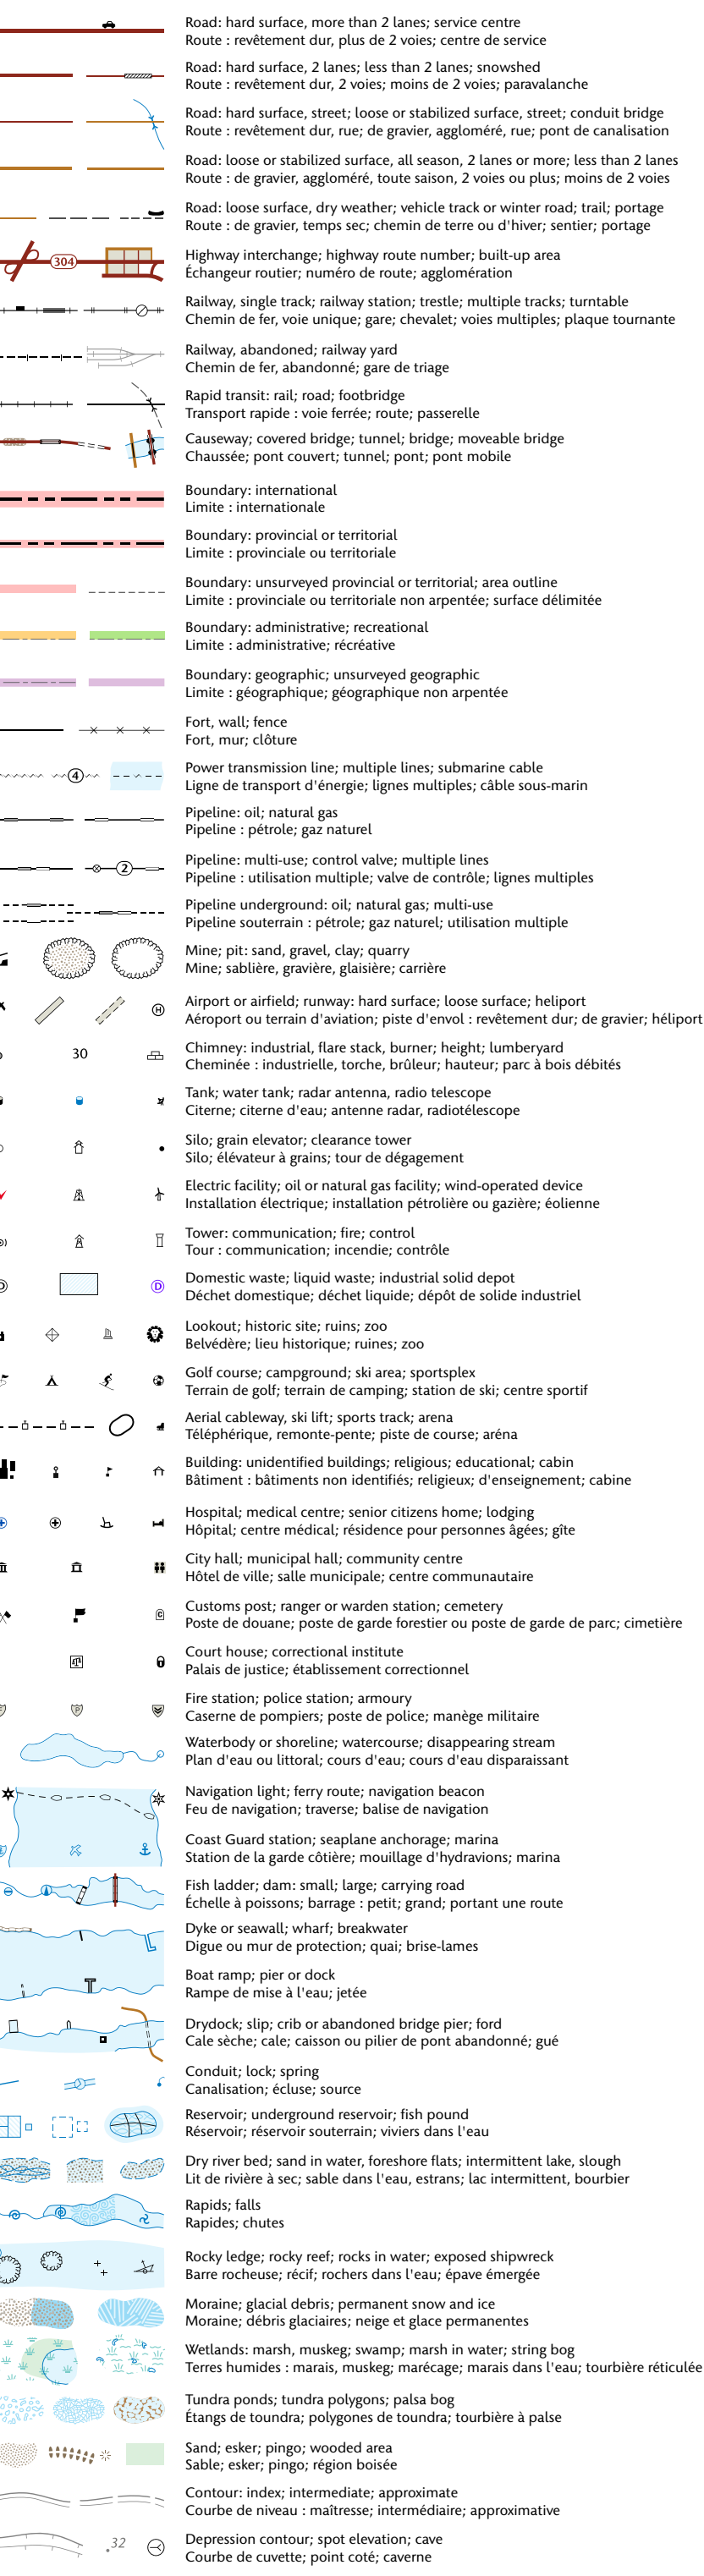 Road: hard surface, more than 2 lanes; service centre
Route : revêtement dur, plus de 2 voies; centre de service
Road: hard surface, 2 lanes; less than 2 lanes; snowshed
Route : revêtement dur, 2 voies; moins de 2 voies; paravalanche
Road: hard surface, street; loose or stabilized surface, street; conduit bridge
Route : revêtement dur, rue; de gravier, aggloméré, rue; pont de canalisation
Road: loose or stabilized surface, all season, 2 lanes or more; less than 2 lanes
Route : de gravier, aggloméré, toute saison, 2 voies ou plus; moins de 2 voies
Road: loose surface, dry weather; vehicle track or winter road; trail; portage
Route : de gravier, temps sec; chemin de terre ou d'hiver; sentier; portage
304
Highway interchange; highway route number; built-up area
Échangeur routier; numéro de route; agglomération
Railway, single track; railway station; trestle; multiple tracks; turntable
Chemin de fer, voie unique; gare; chevalet; voies multiples; plaque tournante
Railway, abandoned; railway yard
Chemin de fer, abandonné; gare de triage
Rapid transit: rail; road; footbridge
Transport rapide : voie ferrée; route; passerelle
Causeway; covered bridge; tunnel; bridge; moveable bridge
Chaussée; pont couvert; tunnel; pont; pont mobile
Boundary: international
Limite : internationale
Boundary: provincial or territorial
Limite : provinciale ou territoriale
Boundary: unsurveyed provincial or territorial; area outline
Limite : provinciale ou territoriale non arpentée; surface délimitée
Boundary: administrative; recreational
Limite : administrative; récréative
Boundary: geographic; unsurveyed geographic
Limite : géographique; géographique non arpentée
Fort, wall; fence
Fort, mur; clôture
4
Power transmission line; multiple lines; submarine cable
Ligne de transport d'énergie; lignes multiples; câble sous-marin
Pipeline: oil; natural gas
Pipeline : pétrole; gaz naturel
2
Pipeline: multi-use; control valve; multiple lines
Pipeline : utilisation multiple; valve de contrôle; lignes multiples
Pipeline underground: oil; natural gas; multi-use
Pipeline souterrain : pétrole; gaz naturel; utilisation multiple
Mine; pit: sand, gravel, clay; quarry
Mine; sablière, gravière, glaisière; carrière
H
Airport or airfield; runway: hard surface; loose surface; heliport
Aéroport ou terrain d'aviation; piste d'envol : revêtement dur; de gravier; héliport
30
Chimney: industrial, flare stack, burner; height; lumberyard
Cheminée : industrielle, torche, brûleur; hauteur; parc à bois débités
Tank; water tank; radar antenna, radio telescope
Citerne; citerne d'eau; antenne radar, radiotélescope
Silo; grain elevator; clearance tower
Silo; élévateur à grains; tour de dégagement
Electric facility; oil or natural gas facility; wind-operated device
Installation électrique; installation pétrolière ou gazière; éolienne
Tower: communication; fire; control
Tour : communication; incendie; contrôle
D D
Domestic waste; liquid waste; industrial solid depot
Déchet domestique; déchet liquide; dépôt de solide industriel
Lookout; historic site; ruins; zoo
Belvédère; lieu historique; ruines; zoo
Golf course; campground; ski area; sportsplex
Terrain de golf; terrain de camping; station de ski; centre sportif
Aerial cableway, ski lift; sports track; arena
Téléphérique, remonte-pente; piste de course; aréna
Building: unidentified buildings; religious; educational; cabin
Bâtiment : bâtiments non identifiés; religieux; d'enseignement; cabine
Hospital; medical centre; senior citizens home; lodging
Hôpital; centre médical; résidence pour personnes âgées; gîte
City hall; municipal hall; community centre
Hôtel de ville; salle municipale; centre communautaire
C
Customs post; ranger or warden station; cemetery
Poste de douane; poste de garde forestier ou poste de garde de parc; cimetière
Court house; correctional institute
Palais de justice; établissement correctionnel
P
Fire station; police station; armoury
Caserne de pompiers; poste de police; manège militaire
Waterbody or shoreline; watercourse; disappearing stream
Plan d'eau ou littoral; cours d'eau; cours d'eau disparaissant
Navigation light; ferry route; navigation beacon
Feu de navigation; traverse; balise de navigation
Coast Guard station; seaplane anchorage; marina
Station de la garde côtière; mouillage d'hydravions; marina
Fish ladder; dam: small; large; carrying road
Échelle à poissons; barrage : petit; grand; portant une route
Dyke or seawall; wharf; breakwater
Digue ou mur de protection; quai; brise-lames
Boat ramp; pier or dock
Rampe de mise à l'eau; jetée
Drydock; slip; crib or abandoned bridge pier; ford
Cale sèche; cale; caisson ou pilier de pont abandonné; gué
Conduit; lock; spring
Canalisation; écluse; source
Reservoir; underground reservoir; fish pound
Réservoir; réservoir souterrain; viviers dans l'eau
Dry river bed; sand in water, foreshore flats; intermittent lake, slough
Lit de rivière à sec; sable dans l'eau, estrans; lac intermittent, bourbier
Rapids; falls
Rapides; chutes
Rocky ledge; rocky reef; rocks in water; exposed shipwreck
Barre rocheuse; récif; rochers dans l'eau; épave émergée
Moraine; glacial debris; permanent snow and ice
Moraine; débris glaciaires; neige et glace permanentes
Wetlands: marsh, muskeg; swamp; marsh in water; string bog
Terres humides : marais, muskeg; marécage; marais dans l'eau; tourbière réticulée
Tundra ponds; tundra polygons; palsa bog
Étangs de toundra; polygones de toundra; tourbière à palse
Sand; esker; pingo; wooded area
Sable; esker; pingo; région boisée
Contour: index; intermediate; approximate
Courbe de niveau : maîtresse; intermédiaire; approximative
.32
Depression contour; spot elevation; cave
Courbe de cuvette; point coté; caverne